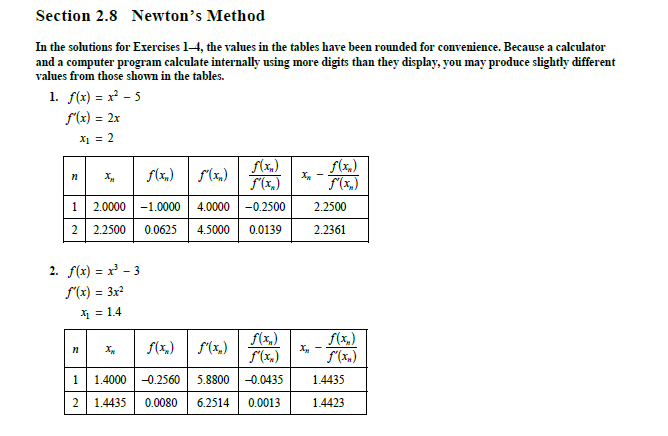 Section 2.8 Newton's Method
In the solutions for Exercises 1–4, the values in the tables have been rounded for convenience. Because a calculator
and a computer program calculate internally using more digits than they display, you may produce slightly different
values from those shown in the tables.
1. f(x) = x² – 5
f′(x) = 2x
x₁ = 2
n xₙ f(xₙ) f′(xₙ) f(xₙ)/f′(xₙ) xₙ – f(xₙ)/f′(xₙ)
1 2.0000 –1.0000 4.0000 –0.2500 2.2500
2 2.2500 0.0625 4.5000 0.0139 2.2361
2. f(x) = x³ – 3
f′(x) = 3x²
x₁ = 1.4
n xₙ f(xₙ) f′(xₙ) f(xₙ)/f′(xₙ) xₙ – f(xₙ)/f′(xₙ)
1 1.4000 –0.2560 5.8800 –0.0435 1.4435
2 1.4435 0.0080 6.2514 0.0013 1.4423